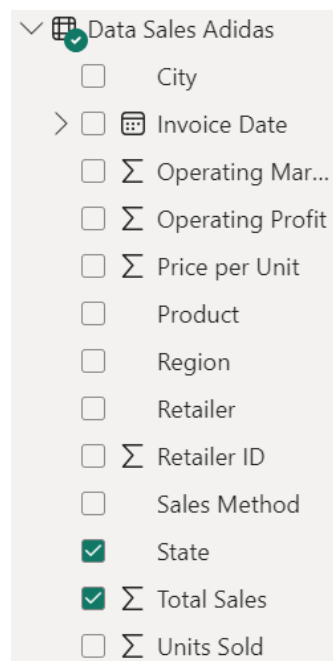 Data Sales Adidas
City
Invoice Date
Σ Operating Mar...
Σ Operating Profit
Σ Price per Unit
Product
Region
Retailer
Σ Retailer ID
Sales Method
State
Σ Total Sales
Σ Units Sold